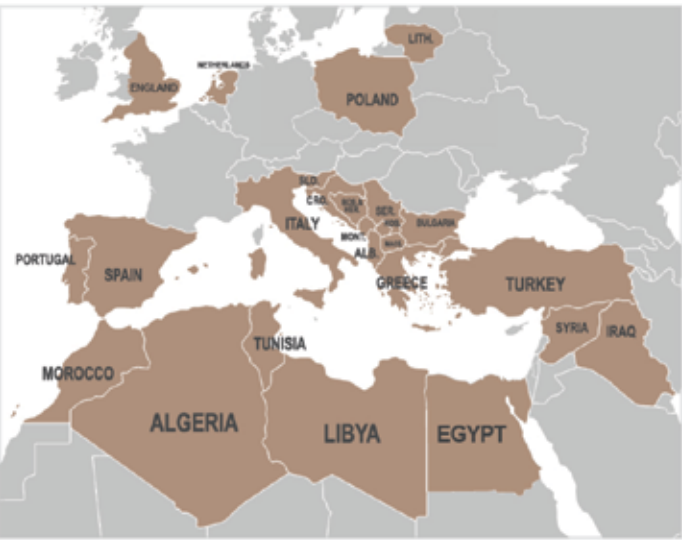 LITH.
NETHERLANDS
ENGLAND
POLAND
SLO.
CRO.
SER.
ITALY
BULGARIA
MONT.
ALB.
PORTUGAL
SPAIN
GREECE
TURKEY
SYRIA
IRAQ
TUNISIA
MOROCCO
ALGERIA
LIBYA
EGYPT